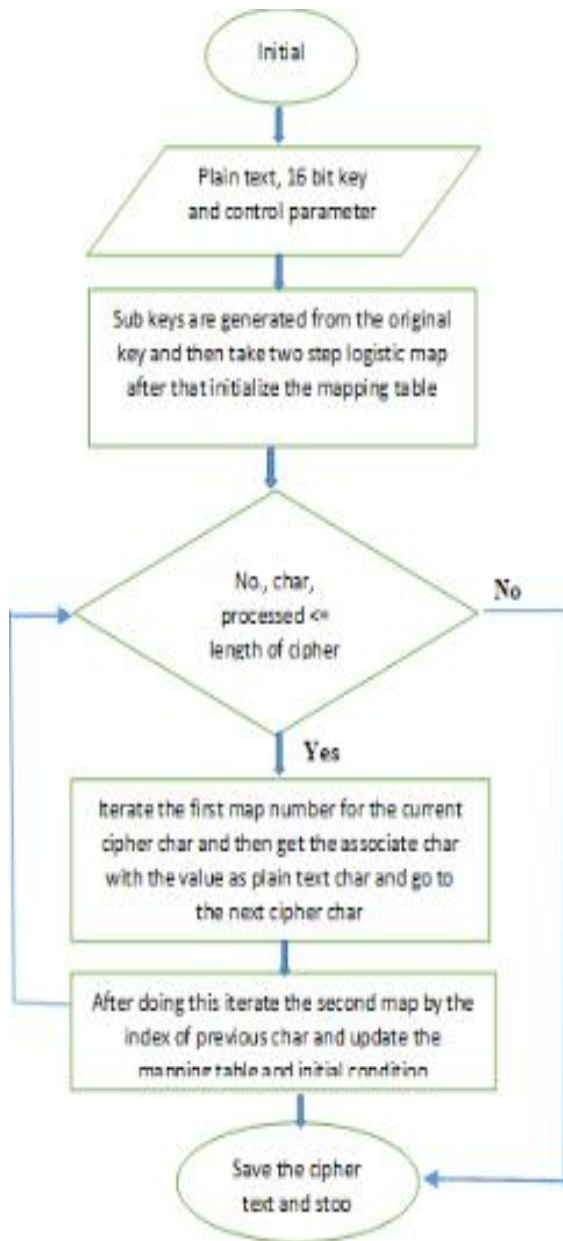 Initial
Plain text, 16 bit key
and control parameter
Sub keys are generated from the original
key and then take two step logistic map
after that initialize the mapping table
No., char,
processed <=
length of cipher
No
Yes
Iterate the first map number for the current
cipher char and then get the associate char
with the value as plain text char and go to
the next cipher char
After doing this iterate the second map by the
index of previous char and update the
mapping table and initial condition
Save the cipher
text and stop